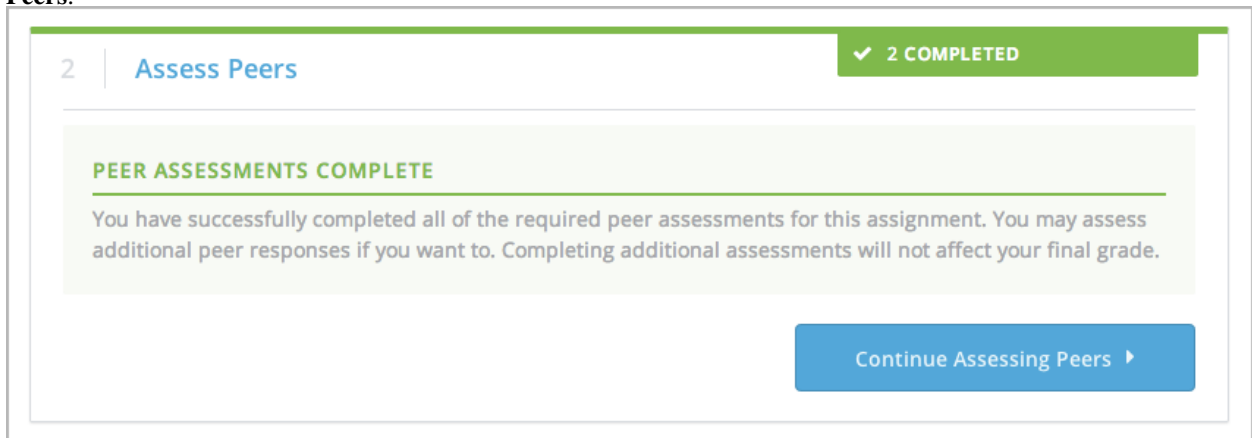 Peers.
2 Assess Peers
✓ 2 COMPLETED
PEER ASSESSMENTS COMPLETE
You have successfully completed all of the required peer assessments for this assignment. You may assess
additional peer responses if you want to. Completing additional assessments will not affect your final grade.
Continue Assessing Peers